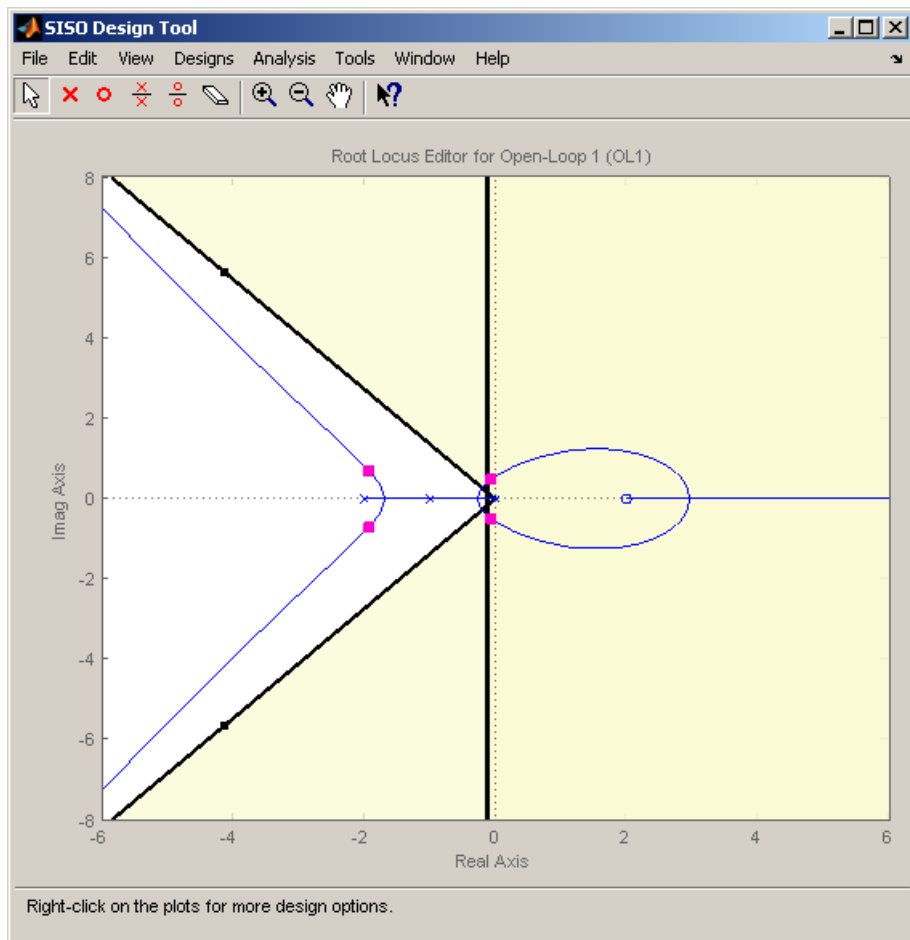 SISO Design Tool
File Edit View Designs Analysis Tools Window Help
Root Locus Editor for Open-Loop 1 (OL1)
8
6
4
2
0
-2
-4
-6
-8
Imag Axis
-6 -4 -2 0 2 4 6
Real Axis
Right-click on the plots for more design options.